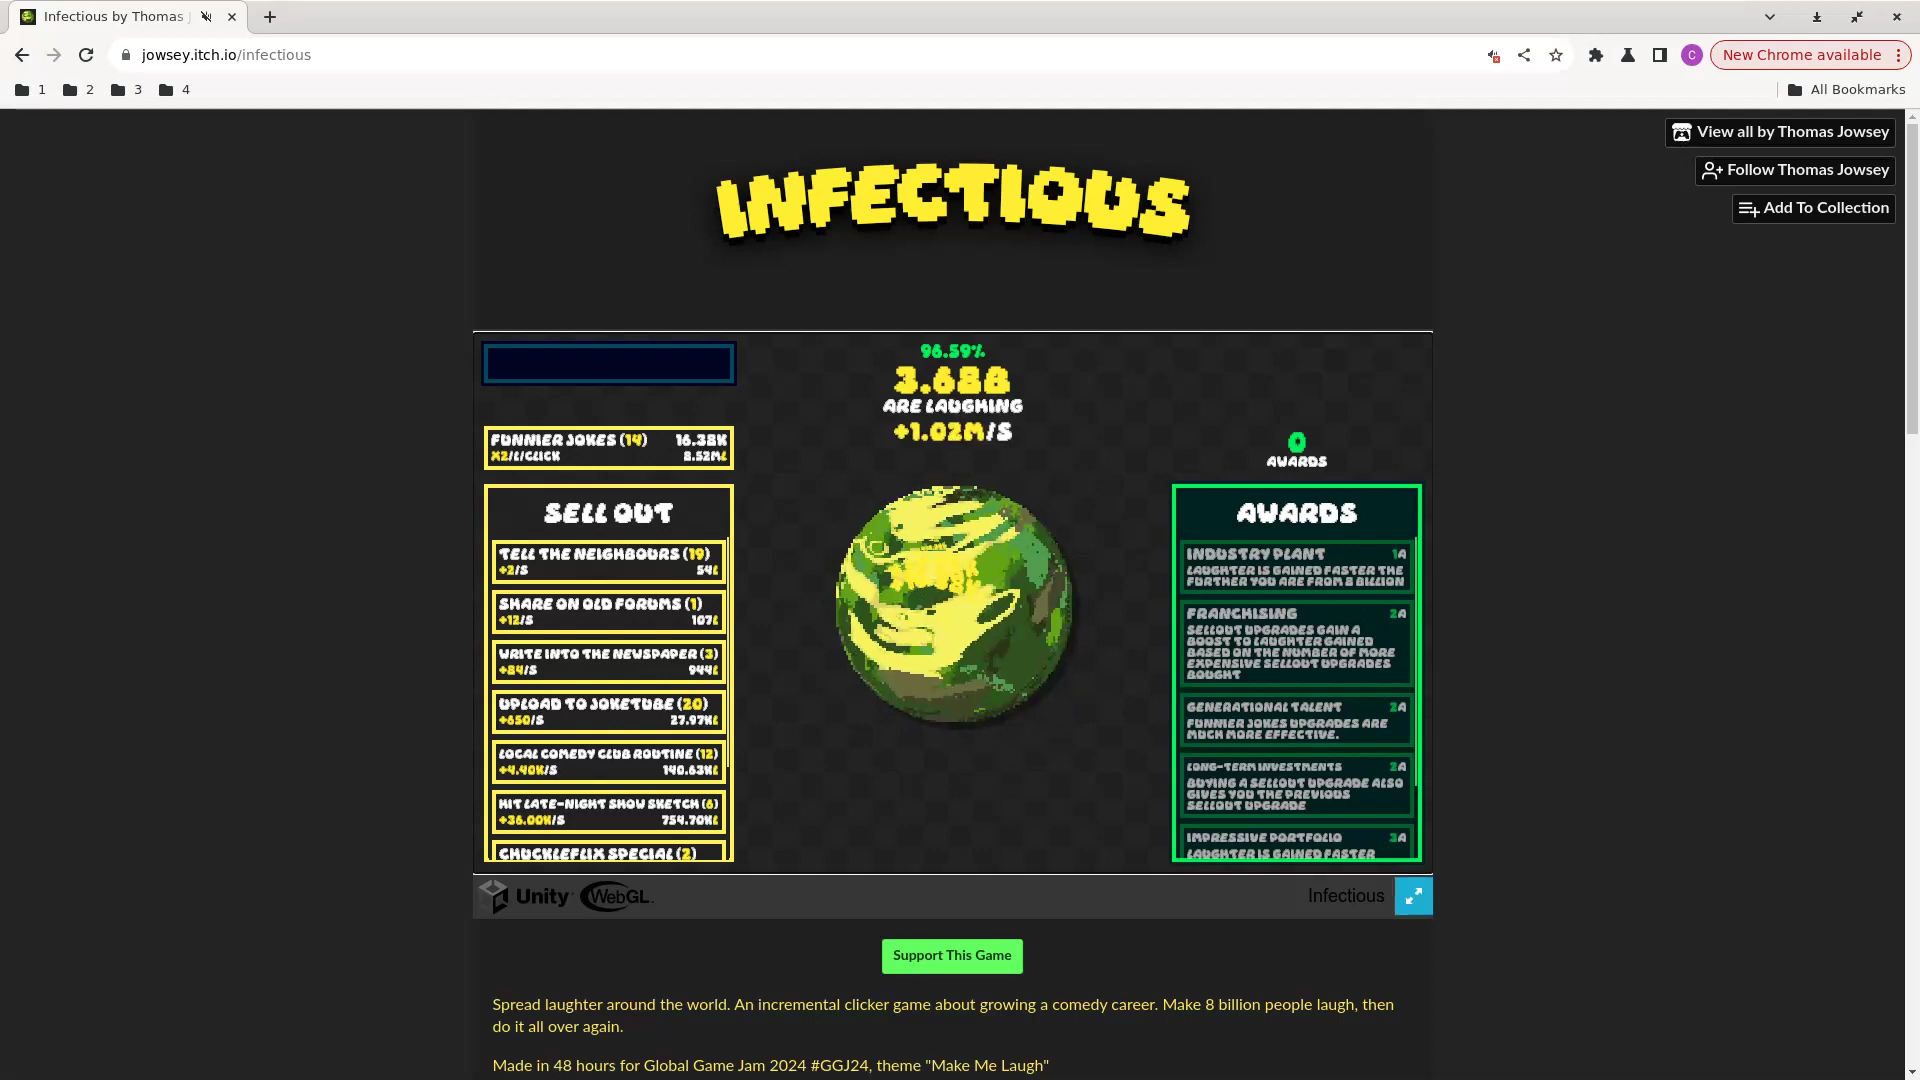 Infectious by Thomas J
jowsey.itch.io/infectious
New Chrome available
1
2
3
4
All Bookmarks
View all by Thomas Jowsey
Follow Thomas Jowsey
Add To Collection
INFECTIOUS
96.59%
3.68B
ARE LAUGHING
+1.02M/S
FUNNIER JOKES (14) 16.38K
X2/L/CLICK 8.52ML
SELL OUT
TELL THE NEIGHBOURS (19)
+2/S 54L
SHARE ON OLD FORUMS (1)
+12/S 107L
WRITE INTO THE NEWSPAPER (3)
+84/S 944L
UPLOAD TO JOKETUBE (20)
+650/S 27.97KL
LOCAL COMEDY CLUB ROUTINE (12)
+4.40K/S 140.63KL
HIT LATE-NIGHT SHOW SKETCH (6)
+36.00K/S 754.70KL
CHUCKLEFLIX SPECIAL (2)
0
AWARDS
AWARDS
INDUSTRY PLANT 1A
LAUGHTER IS GAINED FASTER THE
FURTHER YOU ARE FROM 8 BILLION
FRANCHISING 2A
SELLOUT UPGRADES GAIN A
BOOST TO LAUGHTER GAINED
BASED ON THE NUMBER OF MORE
EXPENSIVE SELLOUT UPGRADES
BOUGHT
GENERATIONAL TALENT 2A
FUNNIER JOKES UPGRADES ARE
MUCH MORE EFFECTIVE.
LONG-TERM INVESTMENTS 2A
BUYING A SELLOUT UPGRADE ALSO
GIVES YOU THE PREVIOUS
SELLOUT UPGRADE
IMPRESSIVE PORTFOLIO 3A
LAUGHTER IS GAINED FASTER
Unity WebGL
Infectious
Support This Game
Spread laughter around the world. An incremental clicker game about growing a comedy career. Make 8 billion people laugh, then
do it all over again.
Made in 48 hours for Global Game Jam 2024 #GGJ24, theme "Make Me Laugh"